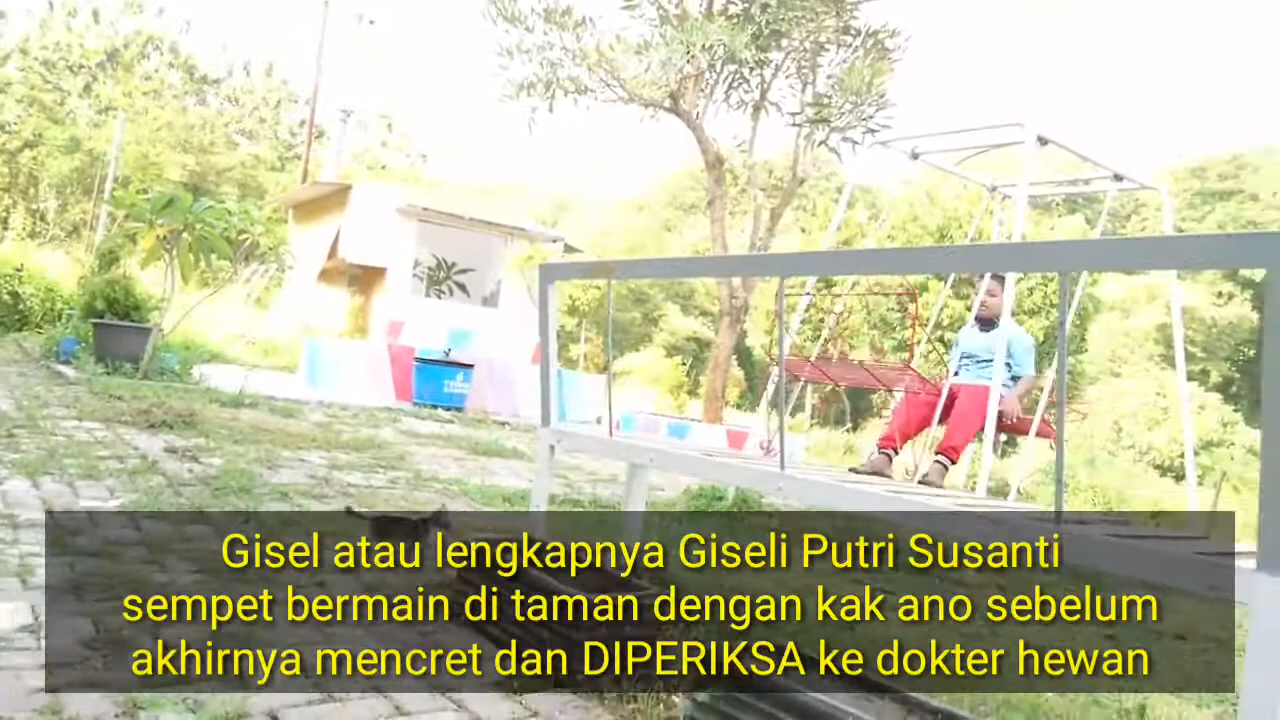 Gisel atau lengkapnya Giseli Putri Susanti
sempet bermain di taman dengan kak ano sebelum
akhirnya mencret dan DIPERIKSA ke dokter hewan